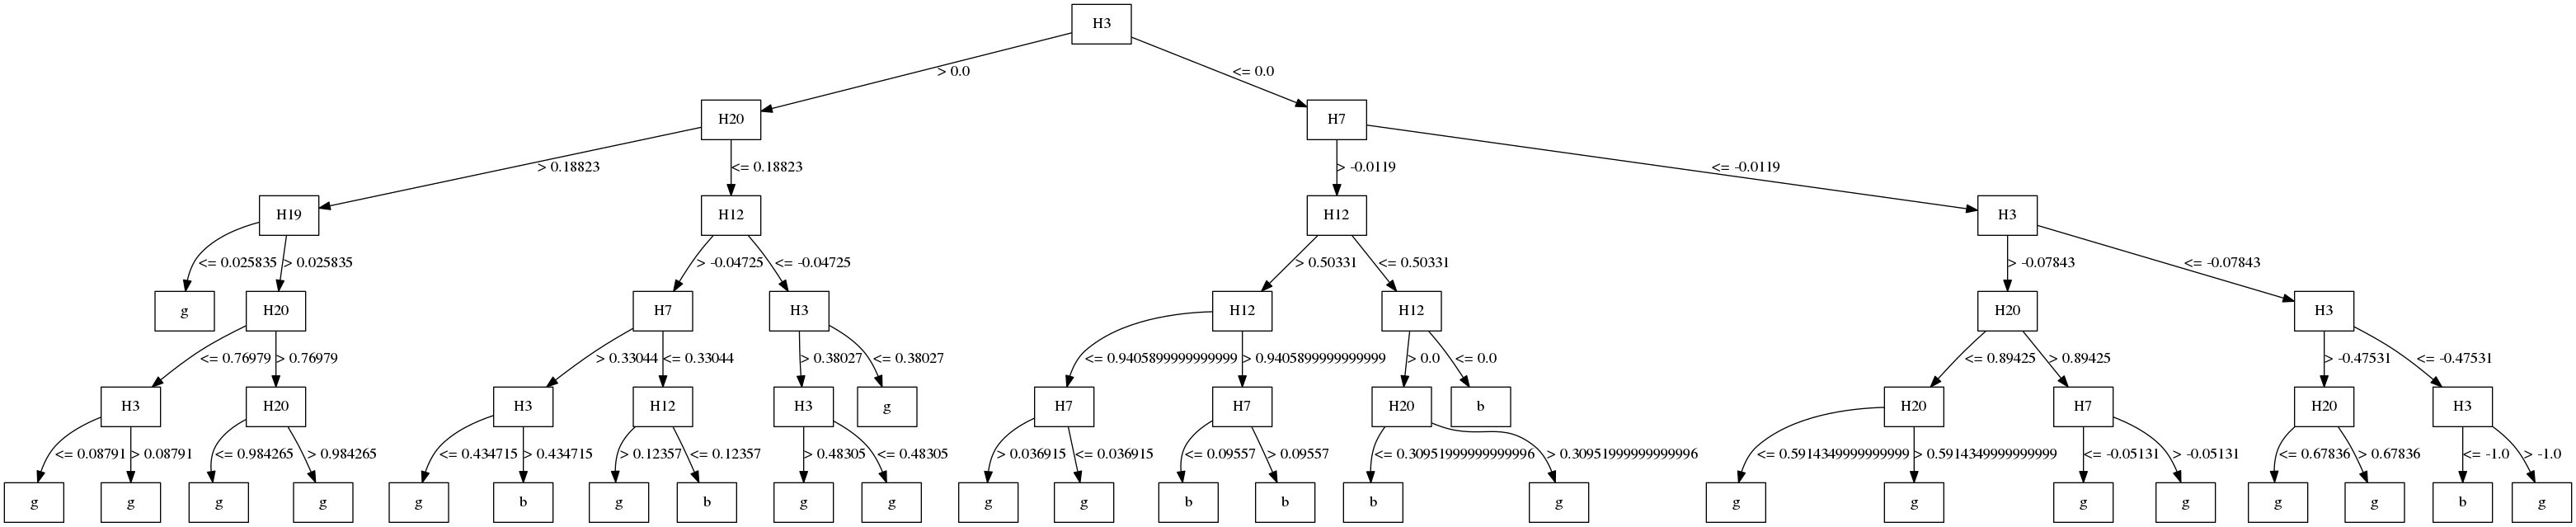 H3
> 0.0
<= 0.0
H20
H7
> 0.18823
<= 0.18823
> -0.0119
<= -0.0119
H19
H12
H12
H3
<= 0.025835
> 0.025835
> -0.04725
<= -0.04725
> 0.50331
<= 0.50331
> -0.07843
<= -0.07843
g
H20
H7
H3
H12
H12
H20
H3
<= 0.76979
> 0.76979
> 0.33044
<= 0.33044
> 0.38027
<= 0.38027
<= 0.9405899999999999
> 0.9405899999999999
> 0.0
<= 0.0
<= 0.89425
> 0.89425
> -0.47531
<= -0.47531
H3
H20
H3
H12
H3
g
H7
H7
H20
b
H20
H7
H20
H3
<= 0.08791
> 0.08791
<= 0.984265
> 0.984265
<= 0.434715
> 0.434715
> 0.12357
<= 0.12357
> 0.48305
<= 0.48305
> 0.036915
<= 0.036915
<= 0.09557
> 0.09557
<= 0.30951999999999996
> 0.30951999999999996
<= 0.5914349999999999
> 0.5914349999999999
<= -0.05131
> -0.05131
<= 0.67836
> 0.67836
<= -1.0
> -1.0
g
g
g
g
g
b
g
b
g
g
g
g
b
b
b
g
g
g
g
g
g
g
b
g